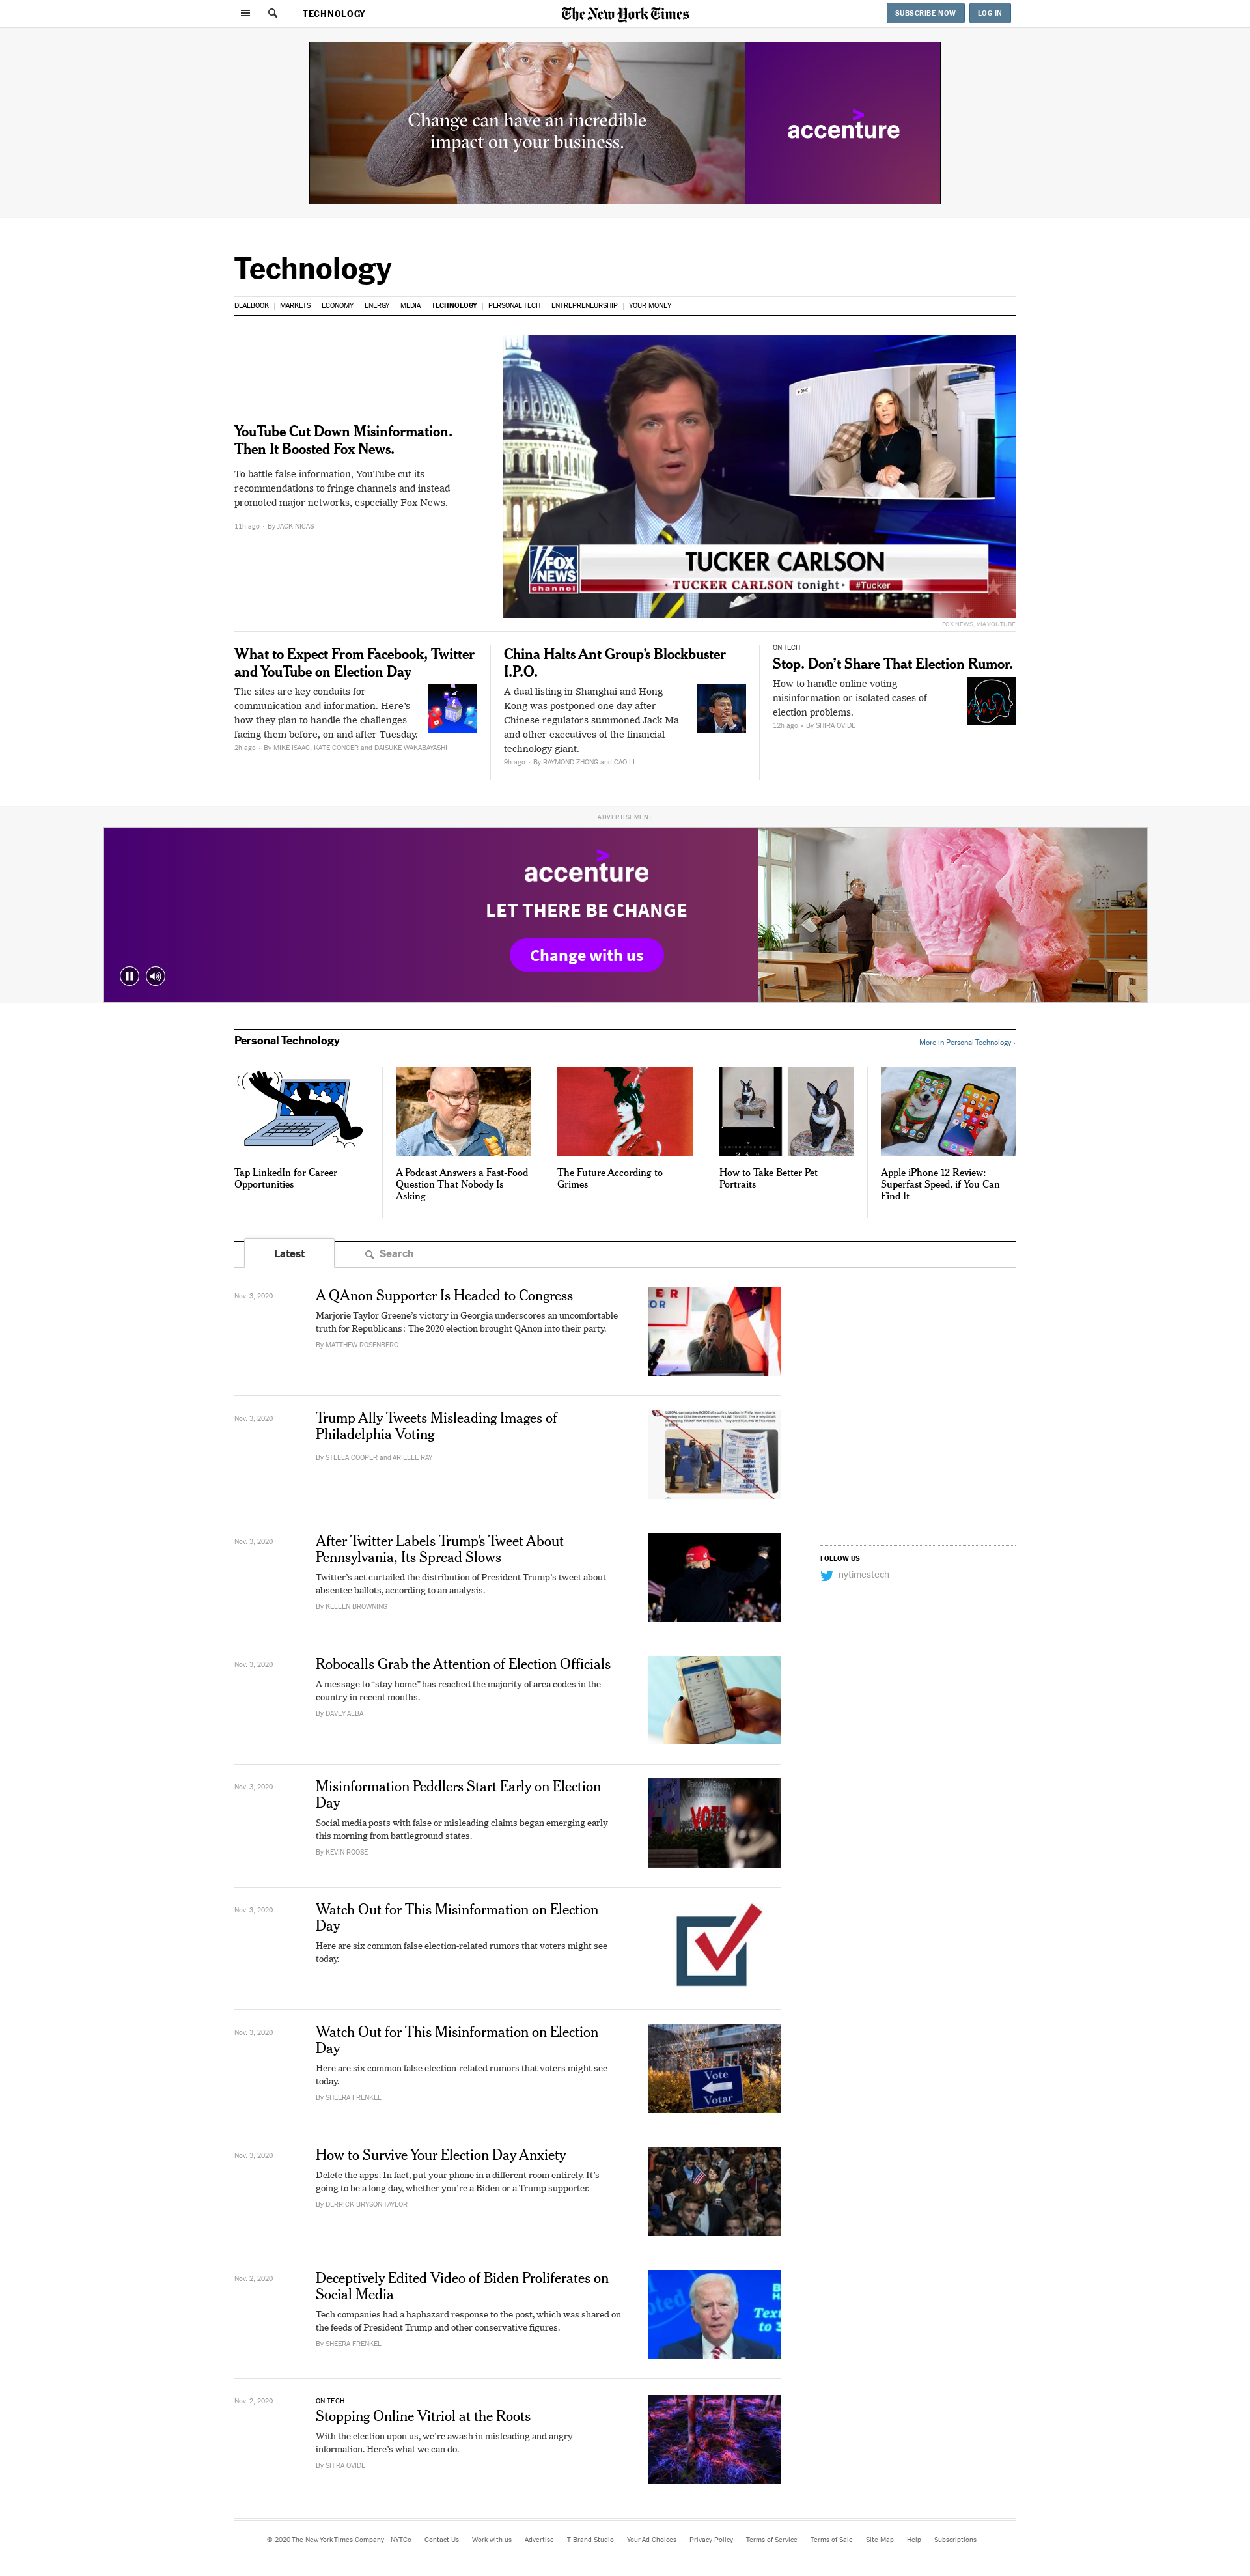 TECHNOLOGY
The New York Times
SUBSCRIBE NOW
LOG IN
Change can have an incredible
impact on your business.
accenture
Technology
DEALBOOK | MARKETS | ECONOMY | ENERGY | MEDIA | TECHNOLOGY | PERSONAL TECH | ENTREPRENEURSHIP | YOUR MONEY
YouTube Cut Down Misinformation.
Then It Boosted Fox News.
To battle false information, YouTube cut its
recommendations to fringe channels and instead
promoted major networks, especially Fox News.
11h ago • By JACK NICAS
FOX
NEWS
channel
TUCKER CARLSON
• TUCKER CARLSON tonight •
#Tucker
FOX NEWS, VIA YOUTUBE
What to Expect From Facebook, Twitter
and YouTube on Election Day
The sites are key conduits for
communication and information. Here's
how they plan to handle the challenges
facing them before, on and after Tuesday.
2h ago • By MIKE ISAAC, KATE CONGER and DAISUKE WAKABAYASHI
China Halts Ant Group's Blockbuster
I.P.O.
A dual listing in Shanghai and Hong
Kong was postponed one day after
Chinese regulators summoned Jack Ma
and other executives of the financial
technology giant.
9h ago • By RAYMOND ZHONG and CAO LI
ON TECH
Stop. Don't Share That Election Rumor.
How to handle online voting
misinformation or isolated cases of
election problems.
12h ago • By SHIRA OVIDE
ADVERTISEMENT
accenture
LET THERE BE CHANGE
Change with us
Personal Technology
More in Personal Technology ›
Tap LinkedIn for Career
Opportunities
A Podcast Answers a Fast-Food
Question That Nobody Is
Asking
The Future According to
Grimes
How to Take Better Pet
Portraits
Apple iPhone 12 Review:
Superfast Speed, if You Can
Find It
Latest
Search
Nov. 3, 2020
A QAnon Supporter Is Headed to Congress
Marjorie Taylor Greene's victory in Georgia underscores an uncomfortable
truth for Republicans: The 2020 election brought QAnon into their party.
By MATTHEW ROSENBERG
Nov. 3, 2020
Trump Ally Tweets Misleading Images of
Philadelphia Voting
By STELLA COOPER and ARIELLE RAY
Nov. 3, 2020
After Twitter Labels Trump's Tweet About
Pennsylvania, Its Spread Slows
Twitter's act curtailed the distribution of President Trump's tweet about
absentee ballots, according to an analysis.
By KELLEN BROWNING
FOLLOW US
nytimestech
Nov. 3, 2020
Robocalls Grab the Attention of Election Officials
A message to "stay home" has reached the majority of area codes in the
country in recent months.
By DAVEY ALBA
Nov. 3, 2020
Misinformation Peddlers Start Early on Election
Day
Social media posts with false or misleading claims began emerging early
this morning from battleground states.
By KEVIN ROOSE
VOTE
Nov. 3, 2020
Watch Out for This Misinformation on Election
Day
Here are six common false election-related rumors that voters might see
today.
Nov. 3, 2020
Watch Out for This Misinformation on Election
Day
Here are six common false election-related rumors that voters might see
today.
By SHEERA FRENKEL
Vote
Votar
Nov. 3, 2020
How to Survive Your Election Day Anxiety
Delete the apps. In fact, put your phone in a different room entirely. It's
going to be a long day, whether you're a Biden or a Trump supporter.
By DERRICK BRYSON TAYLOR
Nov. 2, 2020
Deceptively Edited Video of Biden Proliferates on
Social Media
Tech companies had a haphazard response to the post, which was shared on
the feeds of President Trump and other conservative figures.
By SHEERA FRENKEL
Text
to 3
Nov. 2, 2020
ON TECH
Stopping Online Vitriol at the Roots
With the election upon us, we're awash in misleading and angry
information. Here's what we can do.
By SHIRA OVIDE
© 2020 The New York Times Company NYTCo Contact Us Work with us Advertise T Brand Studio Your Ad Choices Privacy Policy Terms of Service Terms of Sale Site Map Help Subscriptions